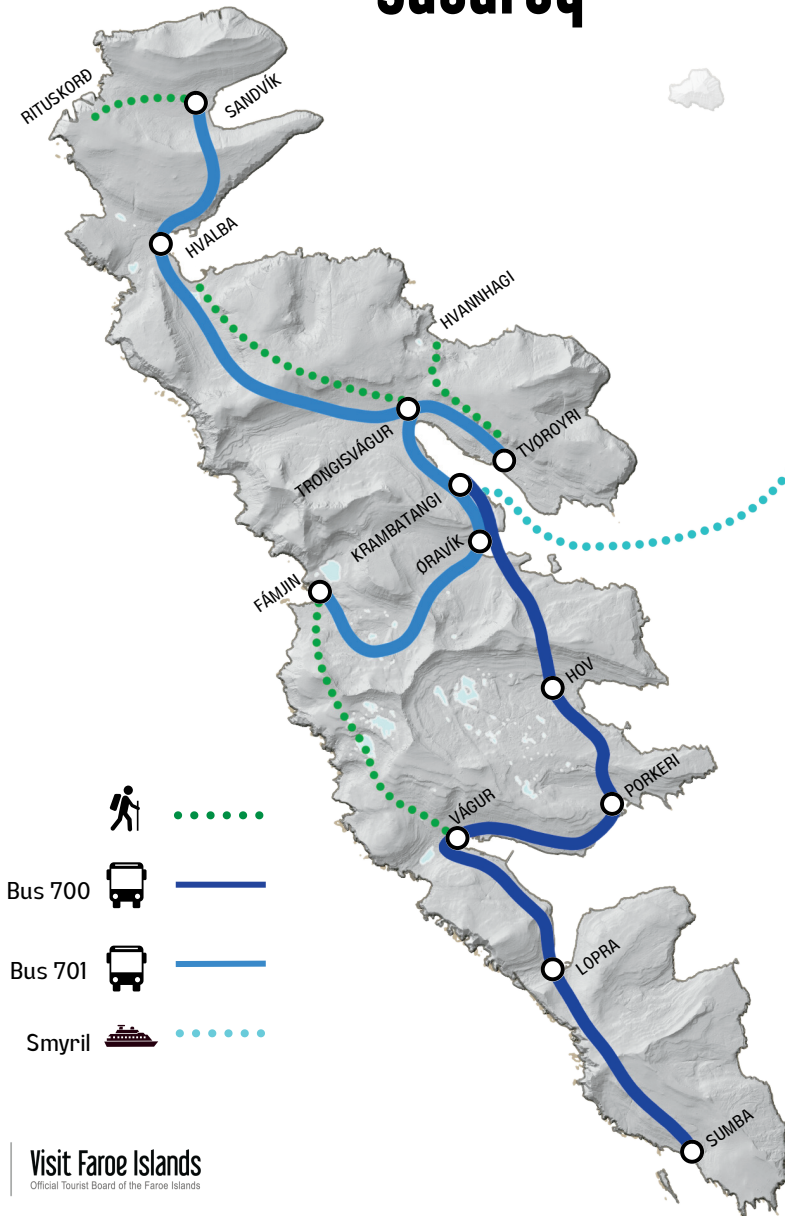 RITUSKORÐ
SANDVÍK
HVALBA
HVANNHAGI
TRONGISVÁGUR
TVØROYRI
KRAMBATANGI
ØRAVÍK
FÁMJIN
HOV
PORKERI
VÁGUR
LOPRA
SUMBA
Bus 700
Bus 701
Smyril
Visit Faroe Islands
Official Tourist Board of the Faroe Islands